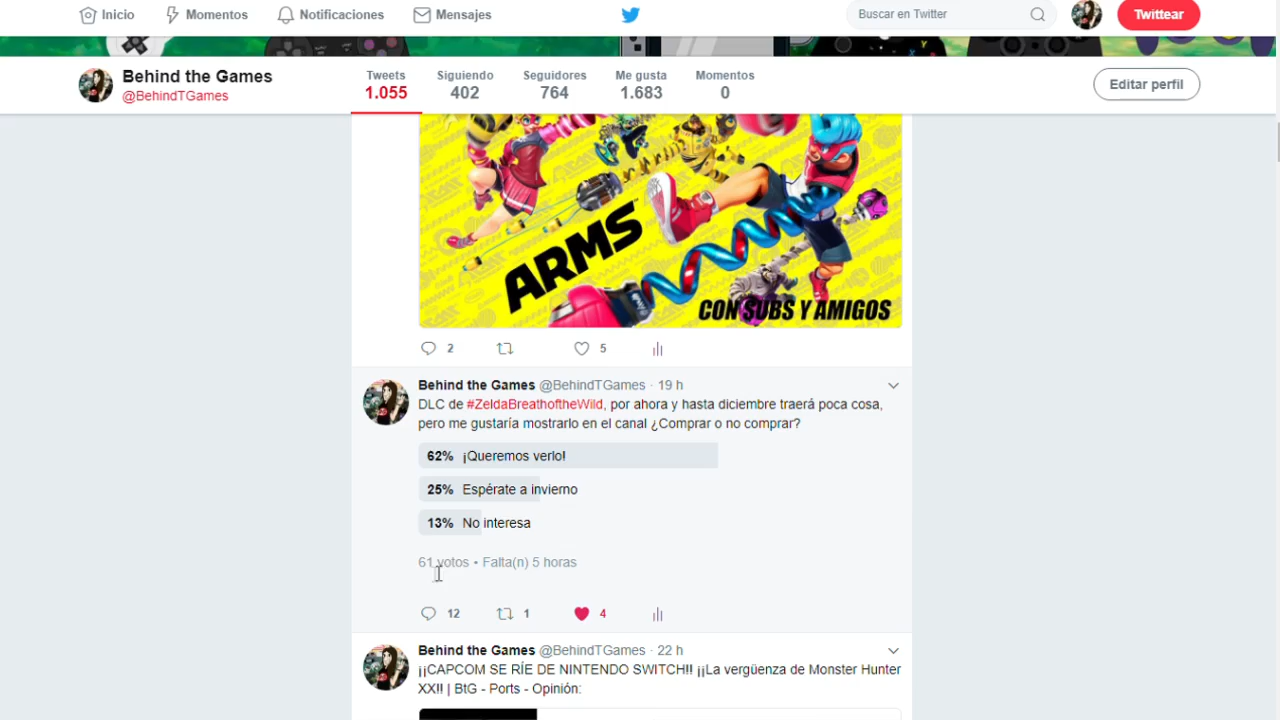 Inicio Momentos Notificaciones Mensajes Buscar en Twitter Twittear
Behind the Games
@BehindTGames
Tweets Siguiendo Seguidores Me gusta Momentos
1.055 402 764 1.683 0
Editar perfil
ARMS
CON SUBS Y AMIGOS
2 5
Behind the Games @BehindTGames · 19 h
DLC de #ZeldaBreathoftheWild, por ahora y hasta diciembre traerá poca cosa,
pero me gustaría mostrarlo en el canal ¿Comprar o no comprar?
62% ¡Queremos verlo!
25% Espérate a invierno
13% No interesa
61 votos • Falta(n) 5 horas
12 1 4
Behind the Games @BehindTGames · 22 h
¡¡CAPCOM SE RÍE DE NINTENDO SWITCH!! ¡¡La vergüenza de Monster Hunter
XX!! | BtG - Ports - Opinión: